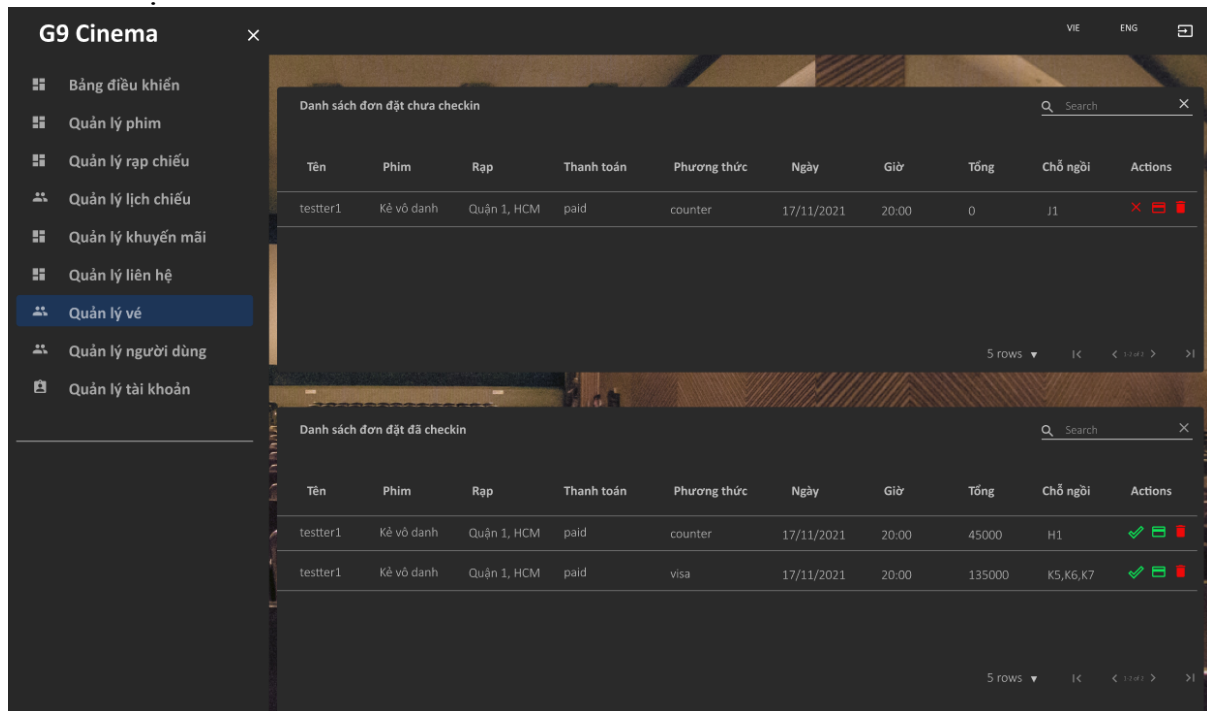 G9 Cinema ×
VIE ENG
Bảng điều khiển
Quản lý phim
Quản lý rạp chiếu
Quản lý lịch chiếu
Quản lý khuyến mãi
Quản lý liên hệ
Quản lý vé
Quản lý người dùng
Quản lý tài khoản
Danh sách đơn đặt chưa checkin Search ×
Tên Phim Rạp Thanh toán Phương thức Ngày Giờ Tổng Chỗ ngồi Actions
testter1 Kẻ vô danh Quận 1, HCM paid counter 17/11/2021 20:00 0 J1
5 rows
Danh sách đơn đặt đã checkin Search ×
Tên Phim Rạp Thanh toán Phương thức Ngày Giờ Tổng Chỗ ngồi Actions
testter1 Kẻ vô danh Quận 1, HCM paid counter 17/11/2021 20:00 45000 H1
testter1 Kẻ vô danh Quận 1, HCM paid visa 17/11/2021 20:00 135000 K5,K6,K7
5 rows